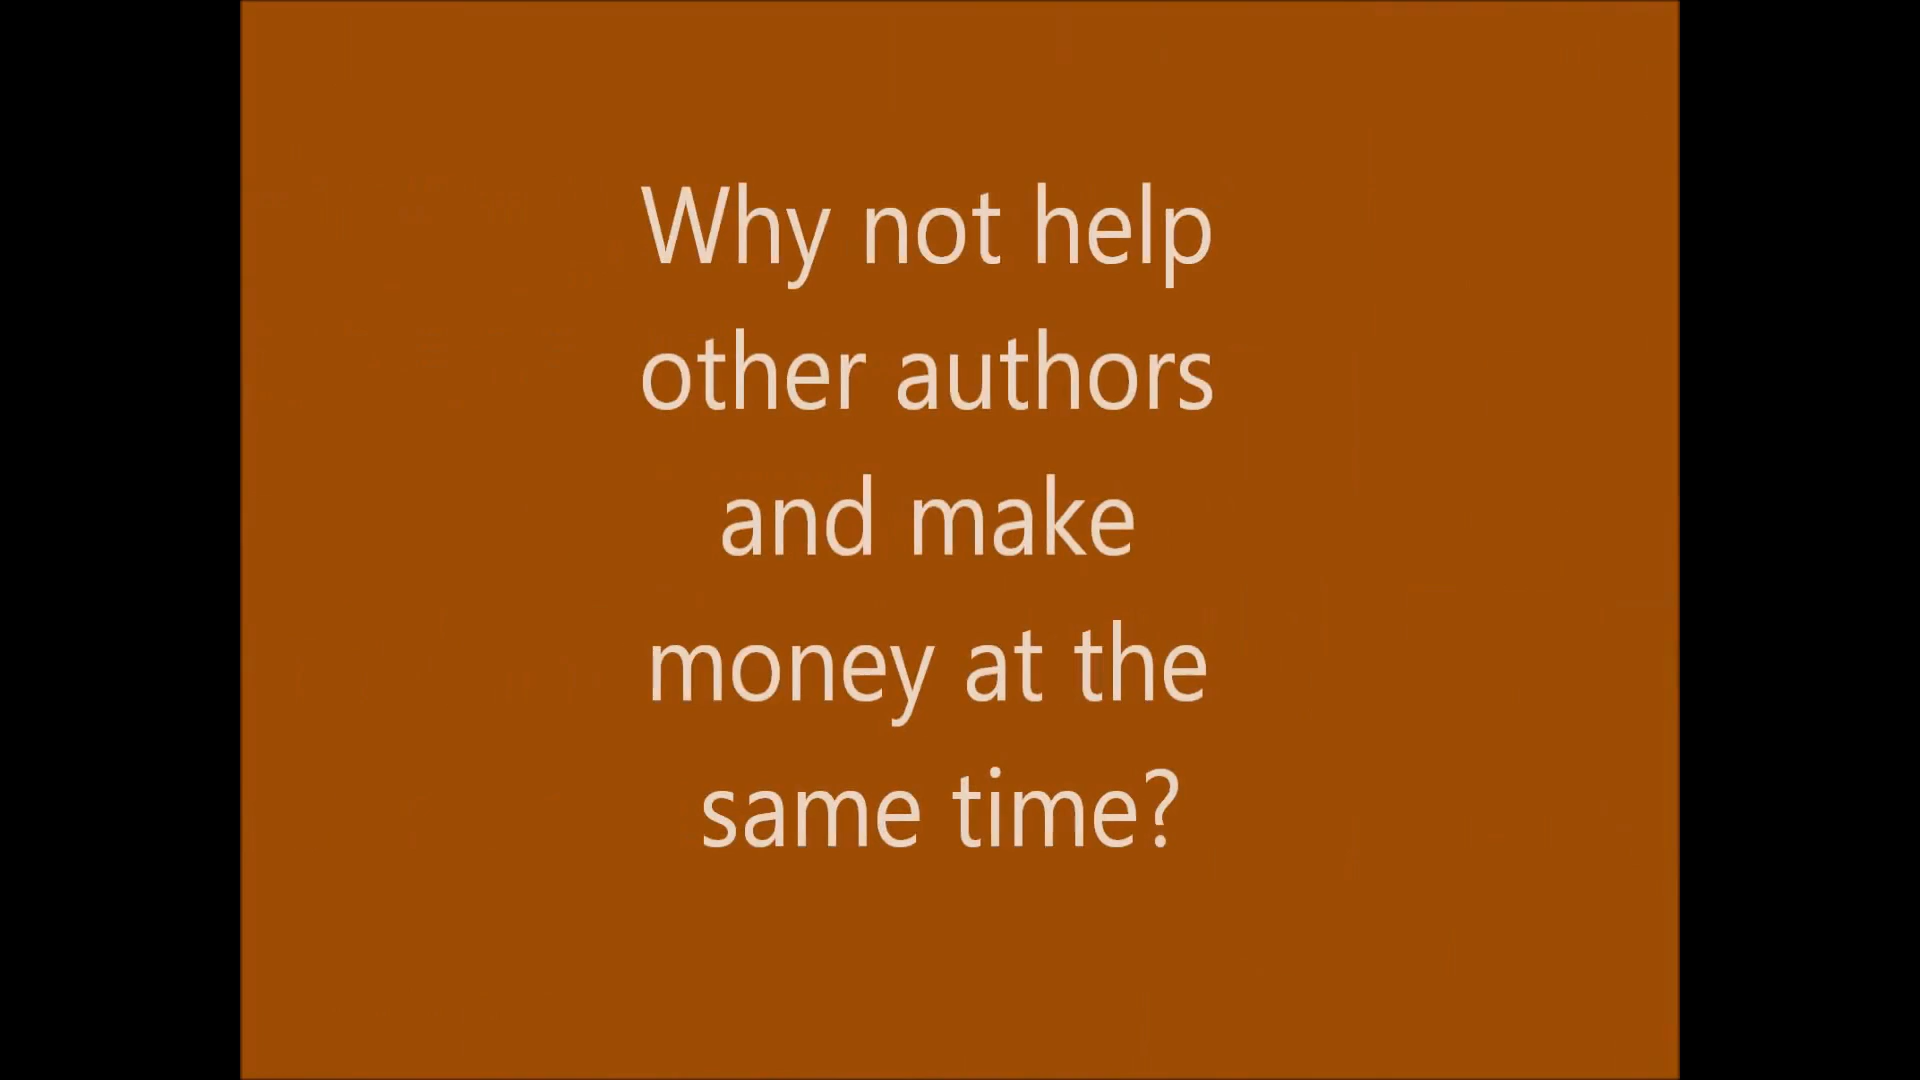 Why not help
other authors
and make
money at the
same time?